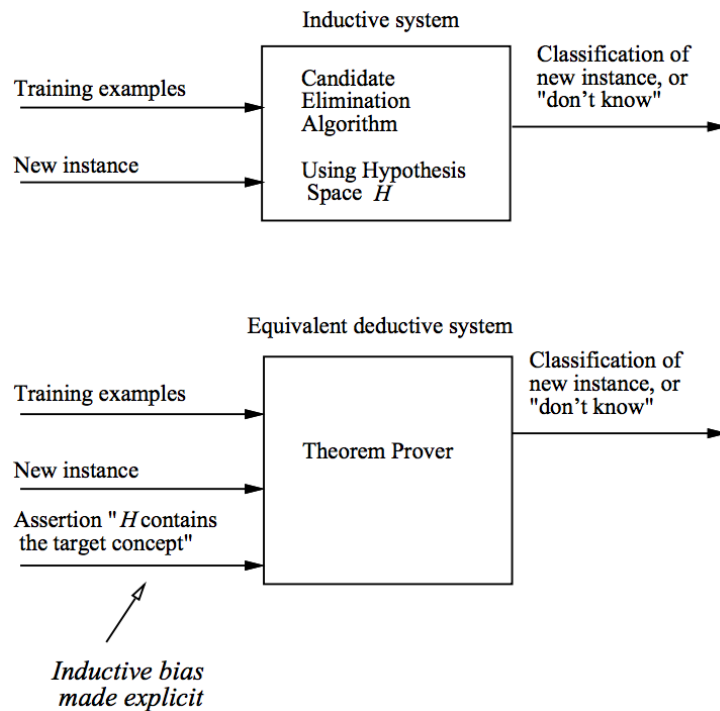 Inductive system
Training examples
New instance
Candidate
Elimination
Algorithm
Using Hypothesis
Space H
Classification of
new instance, or
"don't know"
Equivalent deductive system
Training examples
New instance
Assertion " H contains
the target concept"
Theorem Prover
Classification of
new instance, or
"don't know"
Inductive bias
made explicit